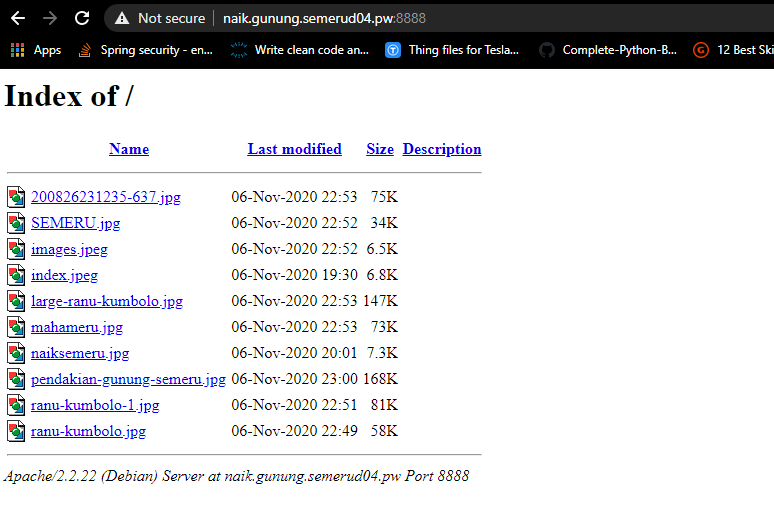 Not secure | naik.gunung.semerud04.pw:8888
Apps Spring security - en... Write clean code an... Thing files for Tesla... Complete-Python-B... G 12 Best Ski
Index of /
Name Last modified Size Description
200826231235-637.jpg 06-Nov-2020 22:53 75K
SEMERU.jpg 06-Nov-2020 22:52 34K
images.jpeg 06-Nov-2020 22:52 6.5K
index.jpeg 06-Nov-2020 19:30 6.8K
large-ranu-kumbolo.jpg 06-Nov-2020 22:53 147K
mahameru.jpg 06-Nov-2020 22:53 73K
naiksemeru.jpg 06-Nov-2020 20:01 7.3K
pendakian-gunung-semeru.jpg 06-Nov-2020 23:00 168K
ranu-kumbolo-1.jpg 06-Nov-2020 22:51 81K
ranu-kumbolo.jpg 06-Nov-2020 22:49 58K
Apache/2.2.22 (Debian) Server at naik.gunung.semerud04.pw Port 8888